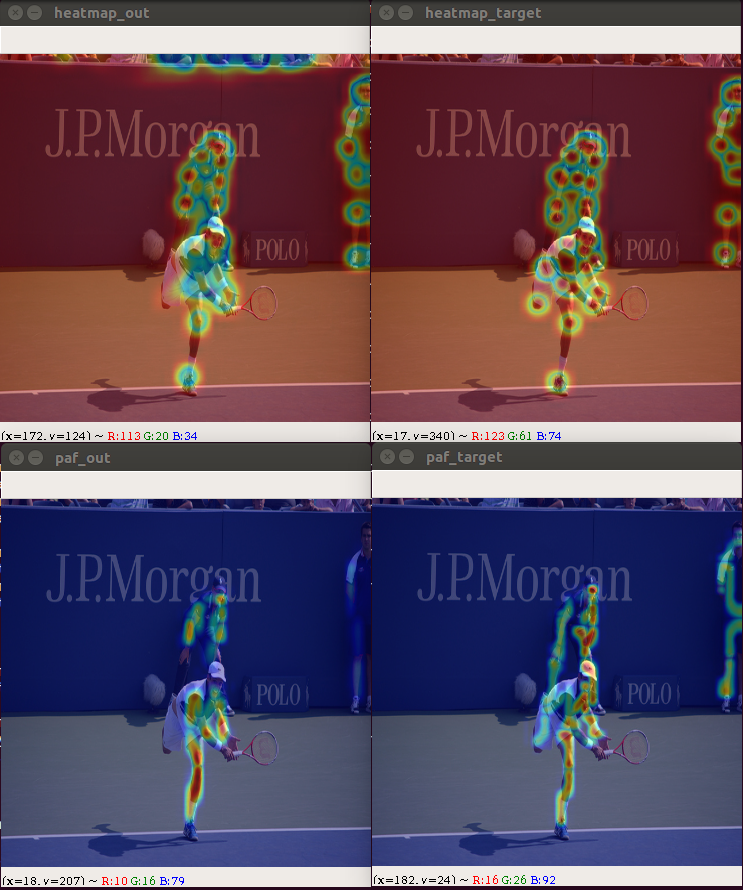 heatmap_out
heatmap_target
J.P.Morgan
J.P.Morgan
POLO
POLO
(x=172, y=124) ~ R:113 G:20 B:34
(x=17, y=340) ~ R:123 G:61 B:74
paf_out
paf_target
J.P.Morgan
J.P.Morgan
POLO
POLO
(x=18, y=207) ~ R:10 G:16 B:79
(x=182, y=24) ~ R:16 G:26 B:92